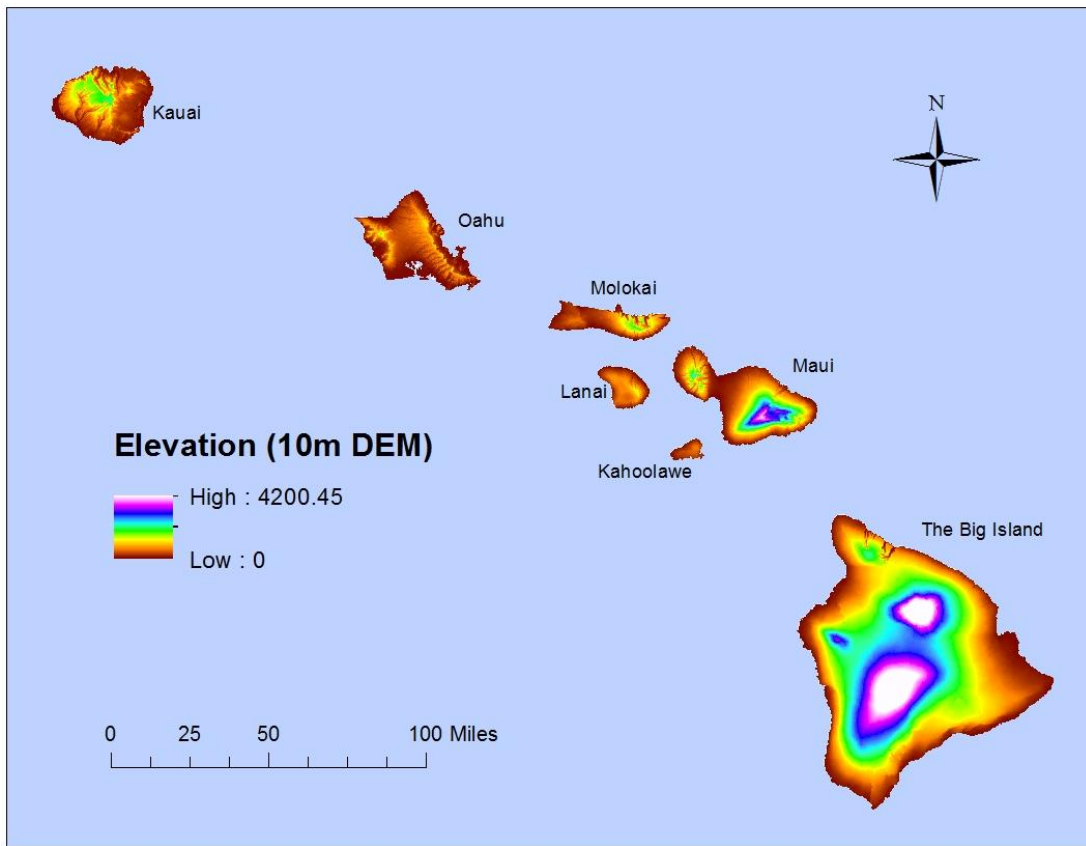 N
Kauai
Oahu
Molokai
Maui
Lanai
Kahoolawe
Elevation (10m DEM)
High : 4200.45
Low : 0
The Big Island
0 25 50 100 Miles